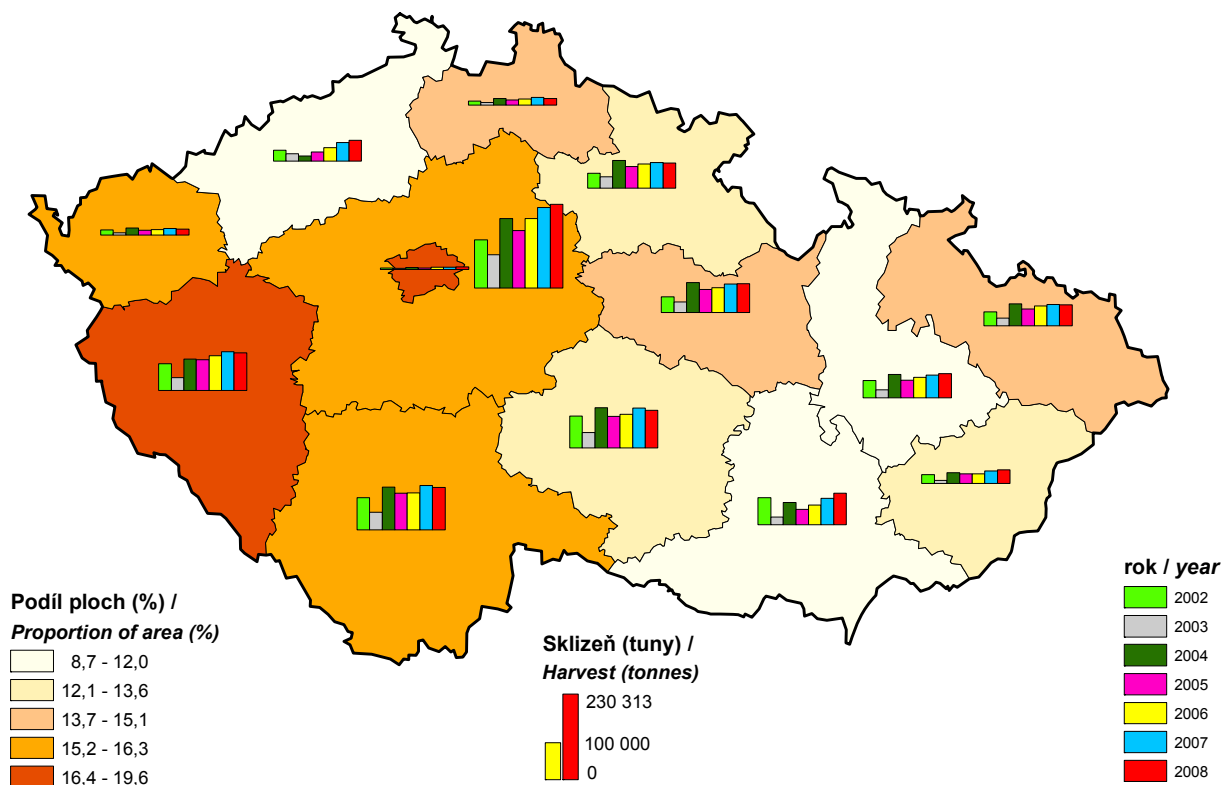 Podíl ploch (%) /
Proportion of area (%)
8,7 - 12,0
12,1 - 13,6
13,7 - 15,1
15,2 - 16,3
16,4 - 19,6
Sklizeň (tuny) /
Harvest (tonnes)
230 313
100 000
0
rok / year
2002
2003
2004
2005
2006
2007
2008